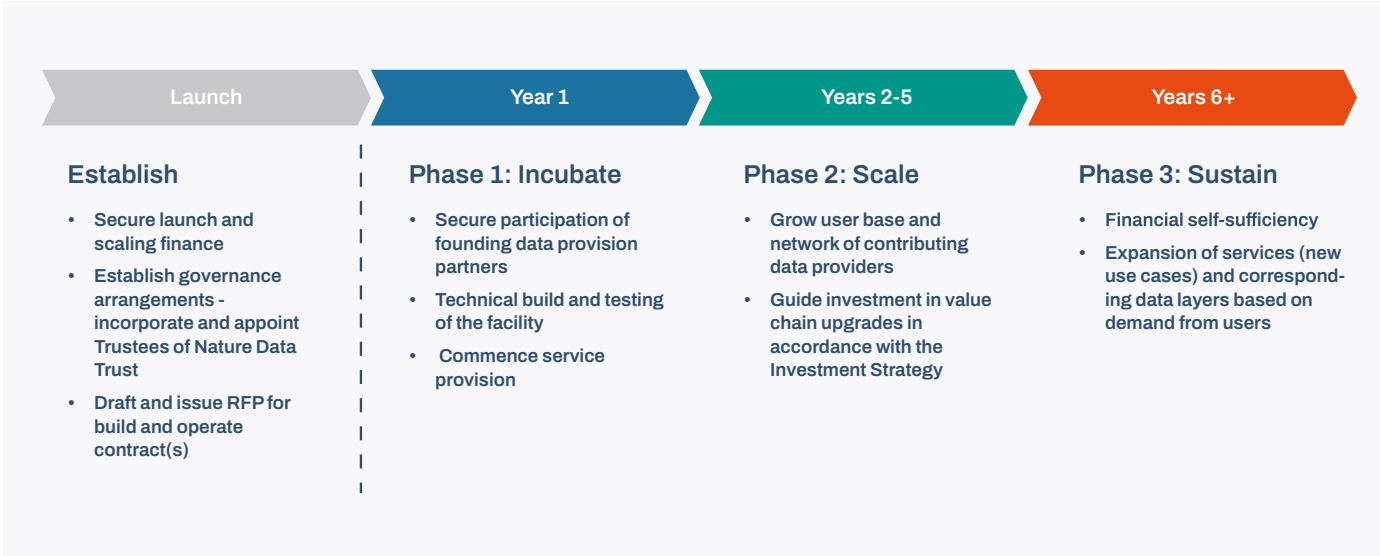 Launch
Year 1
Years 2-5
Years 6+
Establish
• Secure launch and
scaling finance
• Establish governance
arrangements -
incorporate and appoint
Trustees of Nature Data
Trust
• Draft and issue RFP for
build and operate
contract(s)
Phase 1: Incubate
• Secure participation of
founding data provision
partners
• Technical build and testing
of the facility
• Commence service
provision
Phase 2: Scale
• Grow user base and
network of contributing
data providers
• Guide investment in value
chain upgrades in
accordance with the
Investment Strategy
Phase 3: Sustain
• Financial self-sufficiency
• Expansion of services (new
use cases) and correspond-
ing data layers based on
demand from users